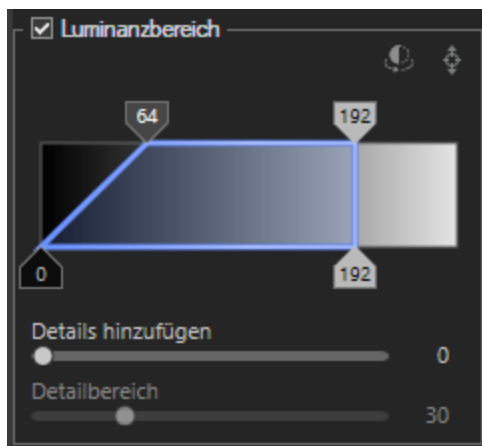 Luminanzbereich
64 192
0 192
Details hinzufügen
0
Detailbereich
30